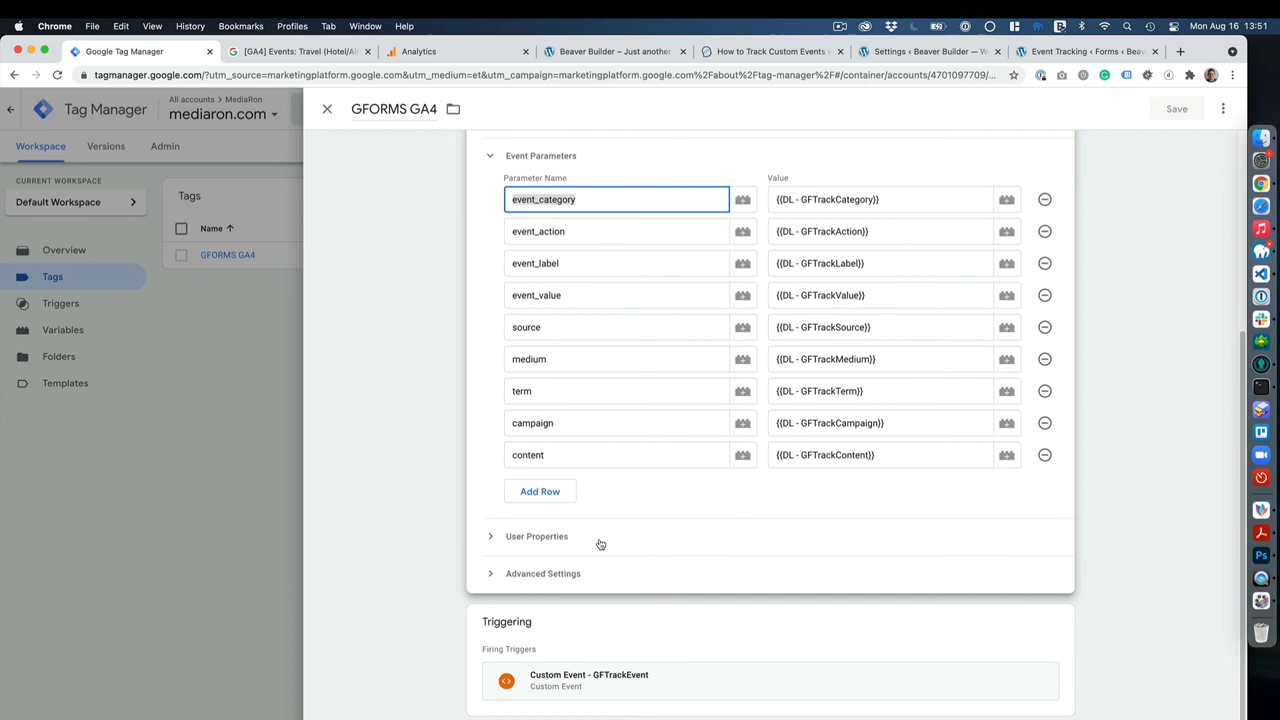 Chrome File Edit View History Bookmarks Profiles Tab Window Help Mon Aug 16 13:51
Google Tag Manager
[GA4] Events: Travel (Hotel/Air
Analytics
Beaver Builder – Just another
How to Track Custom Events w
Settings ‹ Beaver Builder — W
Event Tracking ‹ Forms ‹ Beav
tagmanager.google.com/?utm_source=marketingplatform.google.com&utm_medium=et&utm_campaign=marketingplatform.google.com%2Fabout%2Ftag-manager%2F#/container/accounts/4701097709/...
Tag Manager
All accounts > MediaRon
mediaron.com
GFORMS GA4
Save
Workspace Versions Admin
CURRENT WORKSPACE
Default Workspace
Overview
Tags
Triggers
Variables
Folders
Templates
Tags
Name
GFORMS GA4
Event Parameters
Parameter Name Value
event_category {{DL - GFTrackCategory}}
event_action {{DL - GFTrackAction}}
event_label {{DL - GFTrackLabel}}
event_value {{DL - GFTrackValue}}
source {{DL - GFTrackSource}}
medium {{DL - GFTrackMedium}}
term {{DL - GFTrackTerm}}
campaign {{DL - GFTrackCampaign}}
content {{DL - GFTrackContent}}
Add Row
User Properties
Advanced Settings
Triggering
Firing Triggers
Custom Event - GFTrackEvent
Custom Event